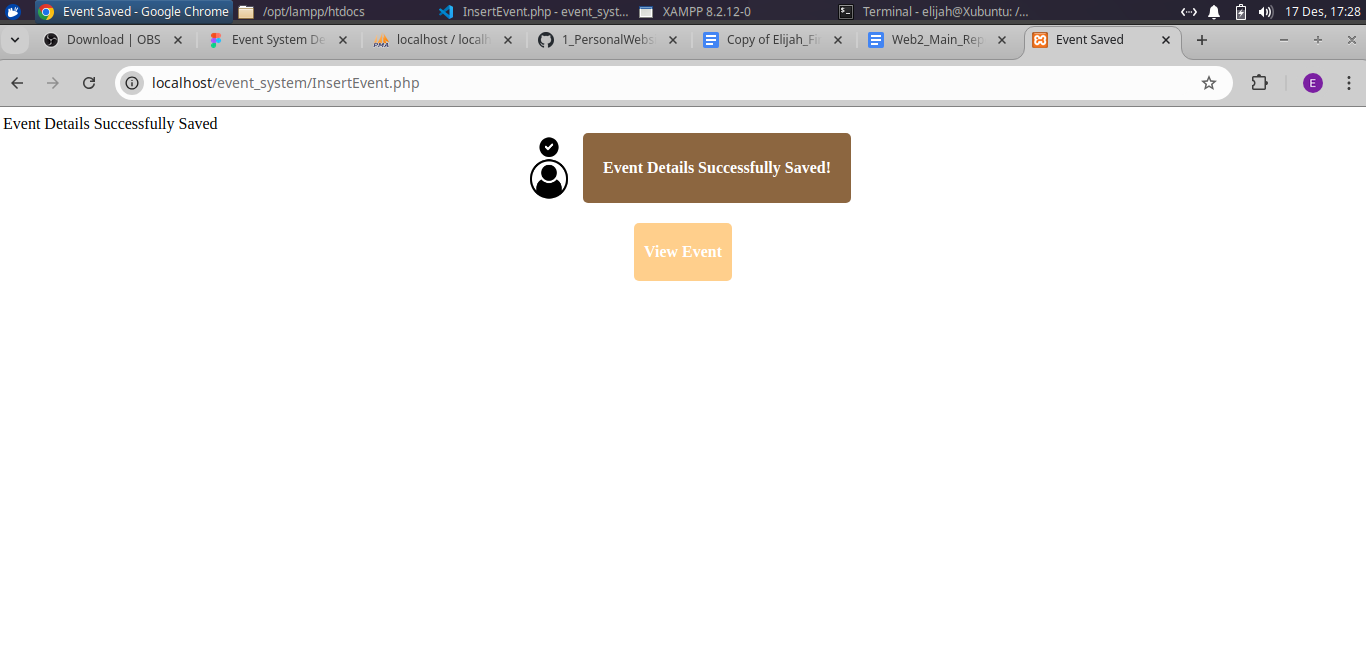 Event Saved - Google Chrome /opt/lampp/htdocs InsertEvent.php - event_syst... XAMPP 8.2.12-0 Terminal - elijah@Xubuntu: /... 17 Des, 17:28
Download | OBS Event System De localhost / localh 1_PersonalWebs Copy of Elijah_Fi Web2_Main_Rep Event Saved
localhost/event_system/InsertEvent.php E
Event Details Successfully Saved
Event Details Successfully Saved!
View Event